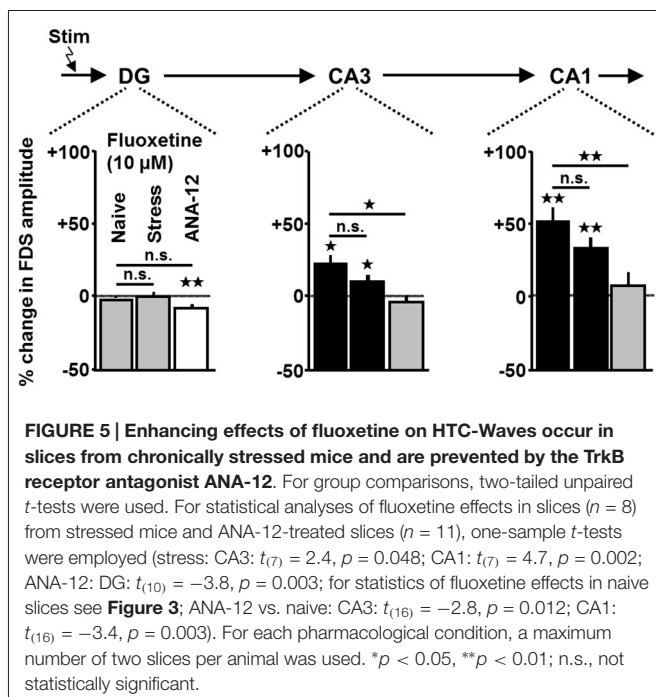 Stim
DG CA3 CA1
Fluoxetine
(10 µM)
Naive
Stress
ANA-12
n.s.
n.s.
★★
+100
+50
0
-50
% change in FDS amplitude
★
n.s.
★
★
+100
+50
0
-50
★★
n.s.
★★
★★
+100
+50
0
-50
FIGURE 5 | Enhancing effects of fluoxetine on HTC-Waves occur in
slices from chronically stressed mice and are prevented by the TrkB
receptor antagonist ANA-12. For group comparisons, two-tailed unpaired
t-tests were used. For statistical analyses of fluoxetine effects in slices (n = 8)
from stressed mice and ANA-12-treated slices (n = 11), one-sample t-tests
were employed (stress: CA3: t(7) = 2.4, p = 0.048; CA1: t(7) = 4.7, p = 0.002;
ANA-12: DG: t(10) = −3.8, p = 0.003; for statistics of fluoxetine effects in naive
slices see Figure 3; ANA-12 vs. naive: CA3: t(16) = −2.8, p = 0.012; CA1:
t(16) = −3.4, p = 0.003). For each pharmacological condition, a maximum
number of two slices per animal was used. *p < 0.05, **p < 0.01; n.s., not
statistically significant.